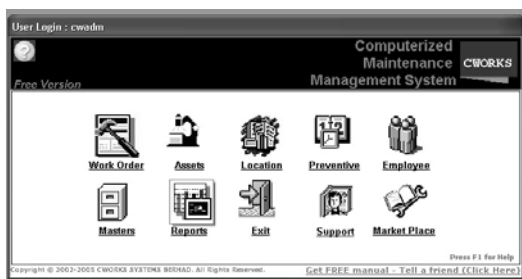 User Login : cwadm
Computerized
Maintenance
Management System
CWORKS
Free Version
Work Order Assets Location Preventive Employee
Masters Reports Exit Support Market Place
Press F1 for Help
Copyright © 2002-2005 CWORKS SYSTEMS BERHAD. All Rights Reserved.
Get FREE manual - Tell a friend (Click Here)